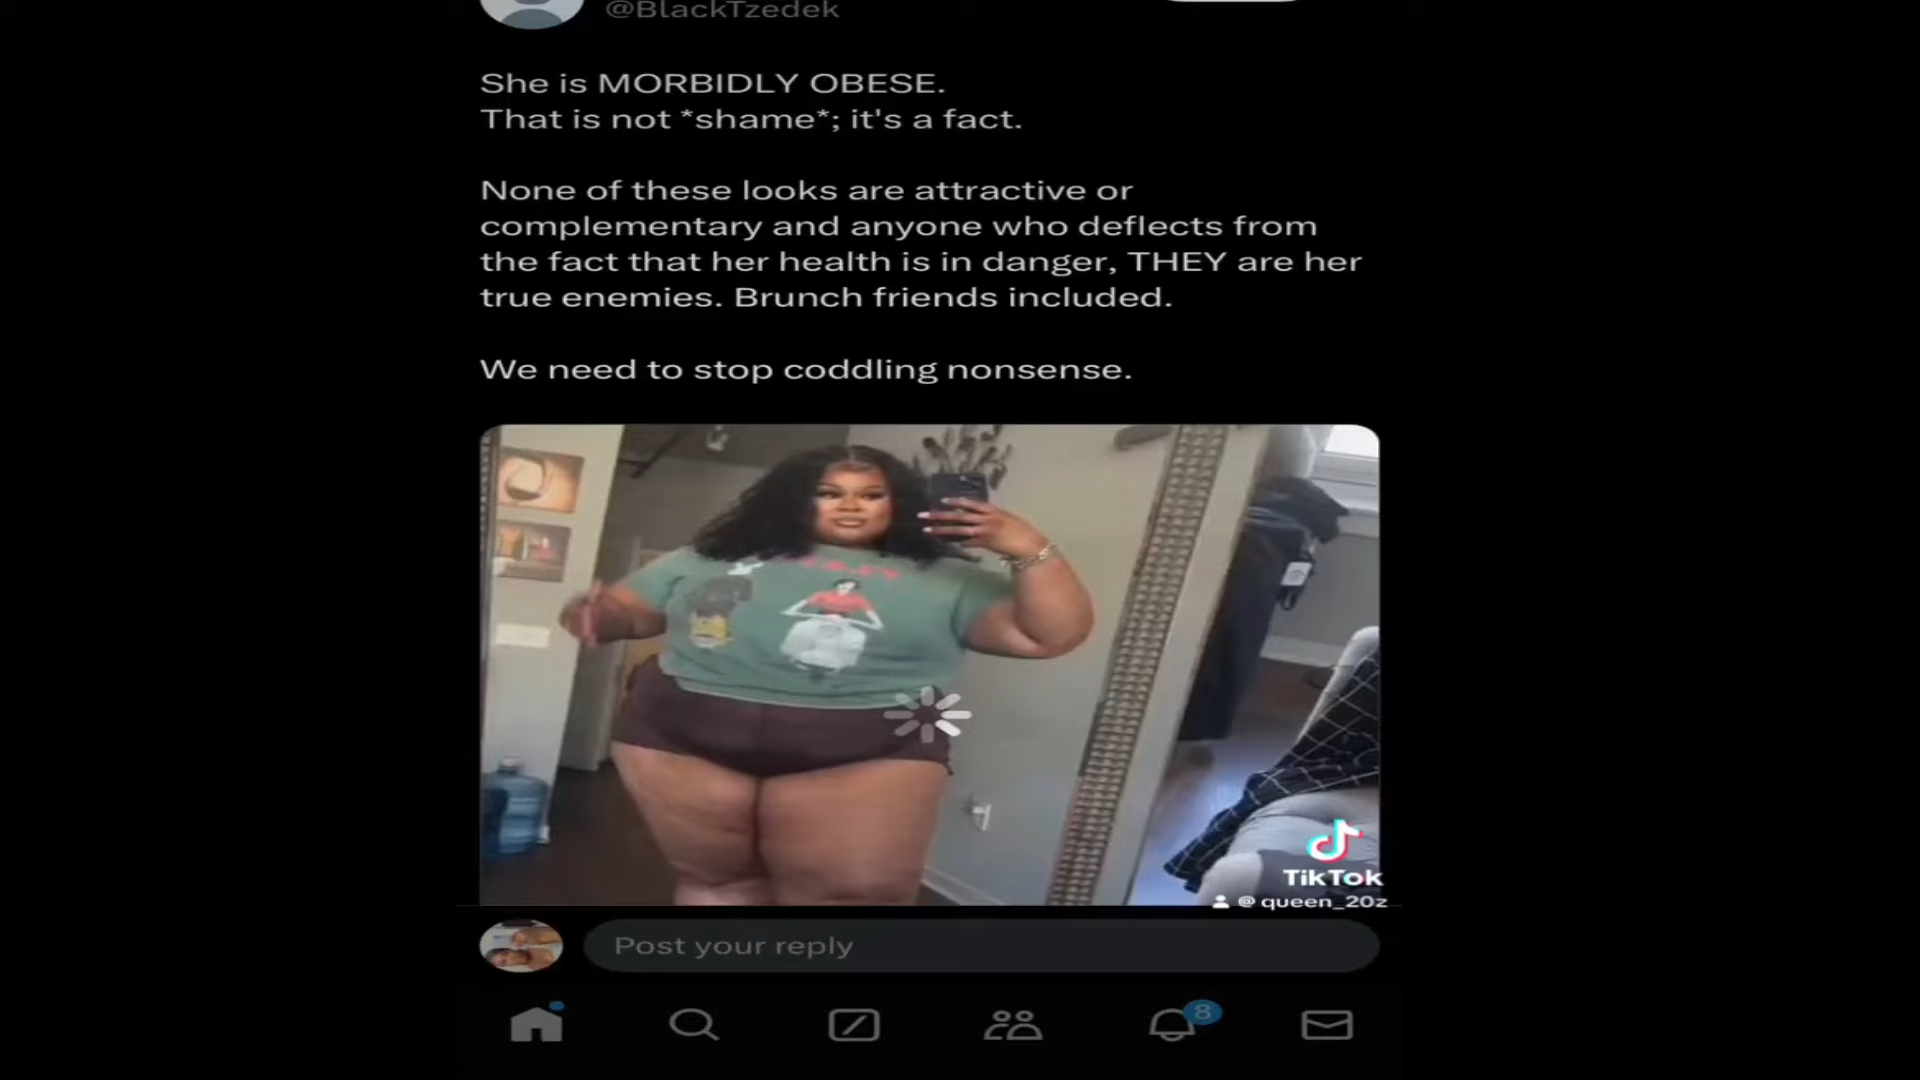 @BlackTzedek
She is MORBIDLY OBESE.
That is not *shame*; it's a fact.
None of these looks are attractive or
complementary and anyone who deflects from
the fact that her health is in danger, THEY are her
true enemies. Brunch friends included.
We need to stop coddling nonsense.
TikTok
@ queen_20z
Post your reply
8